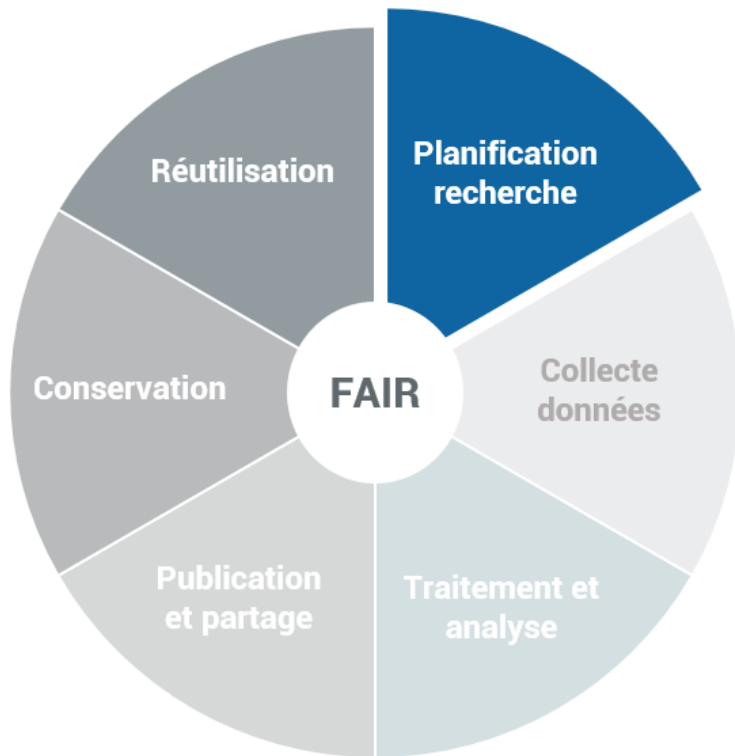 Planification
recherche
Collecte
données
Traitement et
analyse
Publication
et partage
Conservation
Réutilisation
FAIR